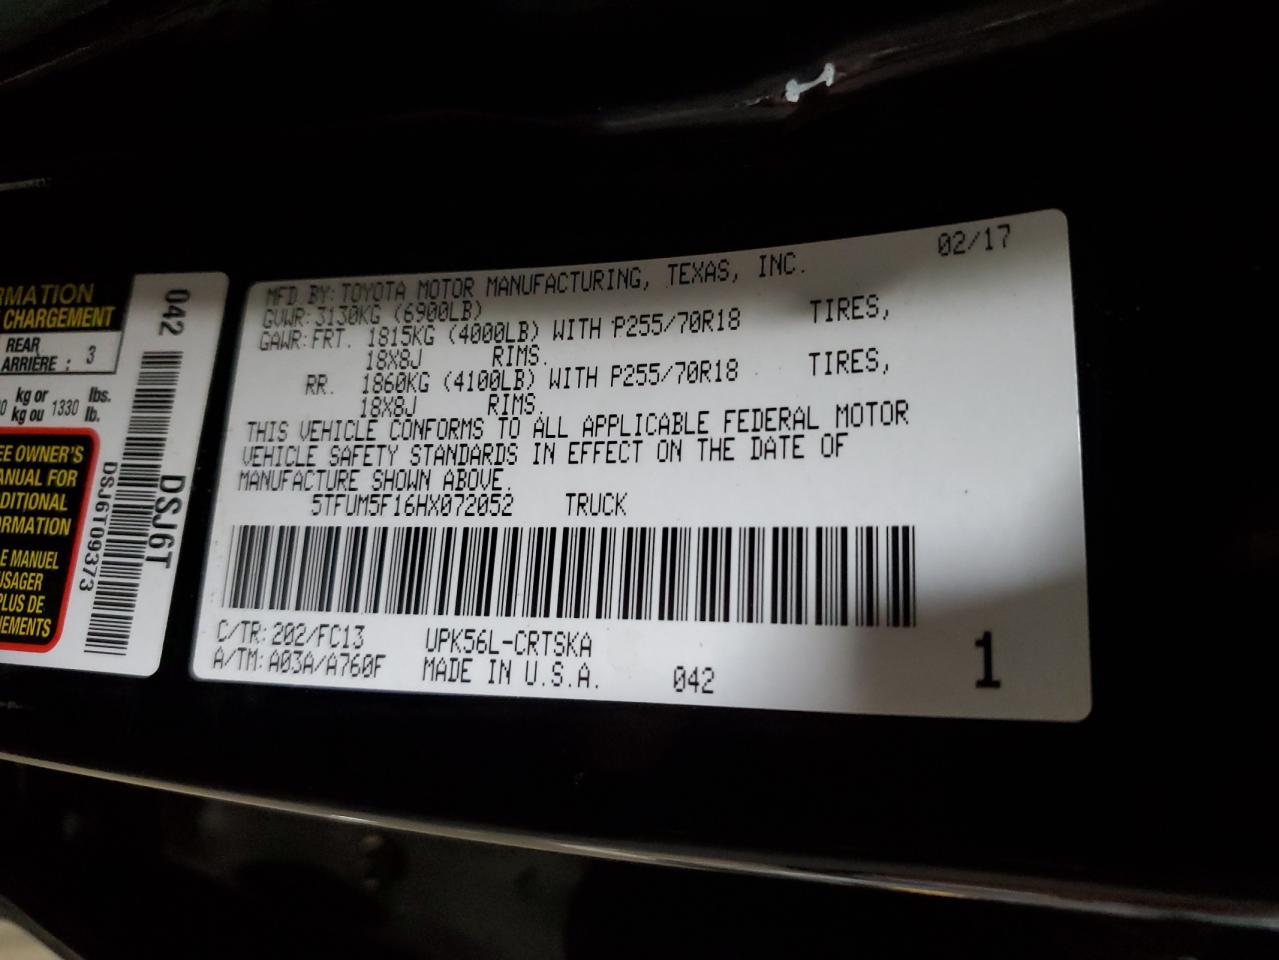 RMATION
CHARGEMENT
REAR
ARRIÈRE : 3
kg or lbs.
kg ou 1330 lb.
EE OWNER'S
ANUAL FOR
DITIONAL
ORMATION
E MANUEL
USAGER
PLUS DE
NEMENTS
042
DSJ6T
DSJ6T09373
02/17
MFD BY: TOYOTA MOTOR MANUFACTURING, TEXAS, INC.
GVWR: 3130KG (6900LB)
GAWR: FRT. 1815KG (4000LB) WITH P255/70R18 TIRES,
18X8J RIMS.
RR. 1860KG (4100LB) WITH P255/70R18 TIRES,
18X8J RIMS.
THIS VEHICLE CONFORMS TO ALL APPLICABLE FEDERAL MOTOR
VEHICLE SAFETY STANDARDS IN EFFECT ON THE DATE OF
MANUFACTURE SHOWN ABOVE.
5TFUM5F16HX072052 TRUCK
C/TR: 202/FC13 UPK56L-CRTSKA
A/TM: A03A/A760F MADE IN U.S.A. 042
1